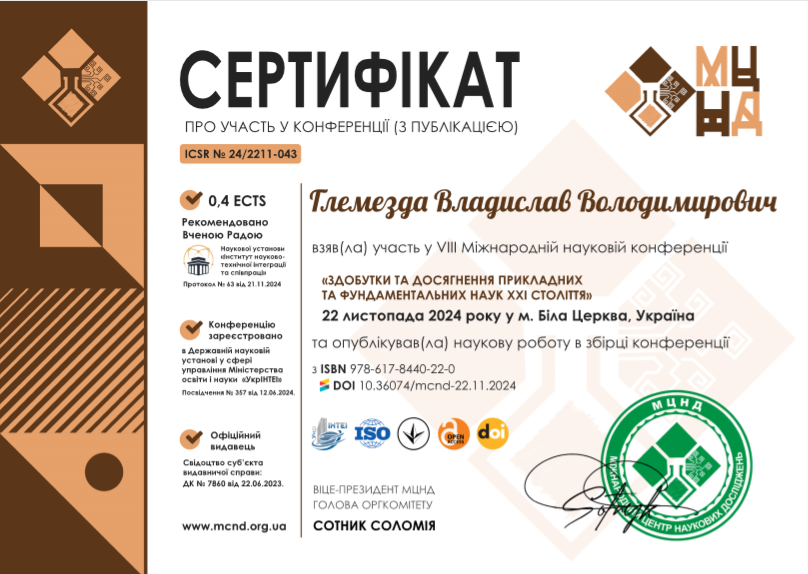 СЕРТИФІКАТ
ПРО УЧАСТЬ У КОНФЕРЕНЦІЇ (З ПУБЛІКАЦІЄЮ)
ICSR № 24/2211-043
МЦ
НД
0,4 ECTS
Рекомендовано
Вченою Радою
Наукової установи
«Інститут науково-
технічної інтеграції
та співпраці»
Протокол № 63 від 21.11.2024
Конференцію
зареєстровано
в Державній науковій
установі у сфері
управління Міністерства
освіти і науки «УкрІНТЕІ»
Посвідчення № 357 від 12.06.2024.
Офіційний
видавець
Свідоцтво суб'єкта
видавничої справи:
ДК № 7860 від 22.06.2023.
www.mcnd.org.ua
Глемезда Владислав Володимирович
взяв(ла) участь у VIII Міжнародній науковій конференції
«ЗДОБУТКИ ТА ДОСЯГНЕННЯ ПРИКЛАДНИХ
ТА ФУНДАМЕНТАЛЬНИХ НАУК XXI СТОЛІТТЯ»
22 листопада 2024 року у м. Біла Церква, Україна
та опублікував(ла) наукову роботу в збірці конференції
з ISBN 978-617-8440-22-0
DOI 10.36074/mcnd-22.11.2024
ІНТЕІ
ISO
OPEN
ACCESS
doi
ВІЦЕ-ПРЕЗИДЕНТ МЦНД
ГОЛОВА ОРГКОМІТЕТУ
СОТНИК СОЛОМІЯ
МЦНД
МІЖНАРОДНИЙ ЦЕНТР НАУКОВИХ ДОСЛІДЖЕНЬ